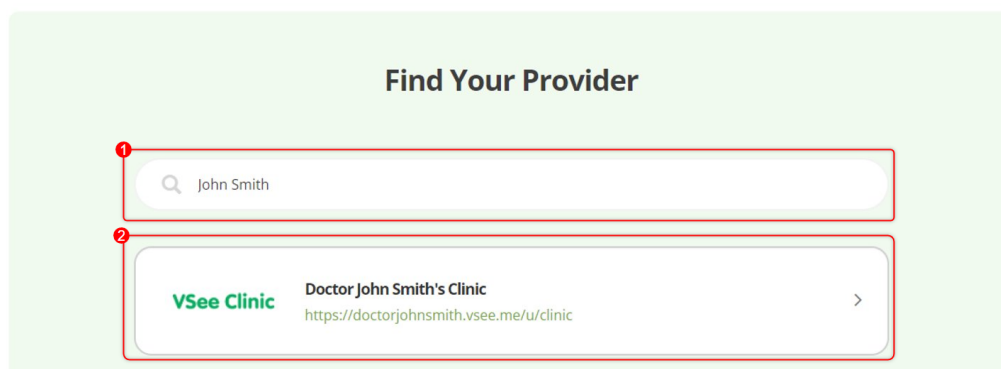 Find Your Provider
1
John Smith
2
VSee Clinic
Doctor John Smith's Clinic
https://doctorjohnsmith.vsee.me/u/clinic